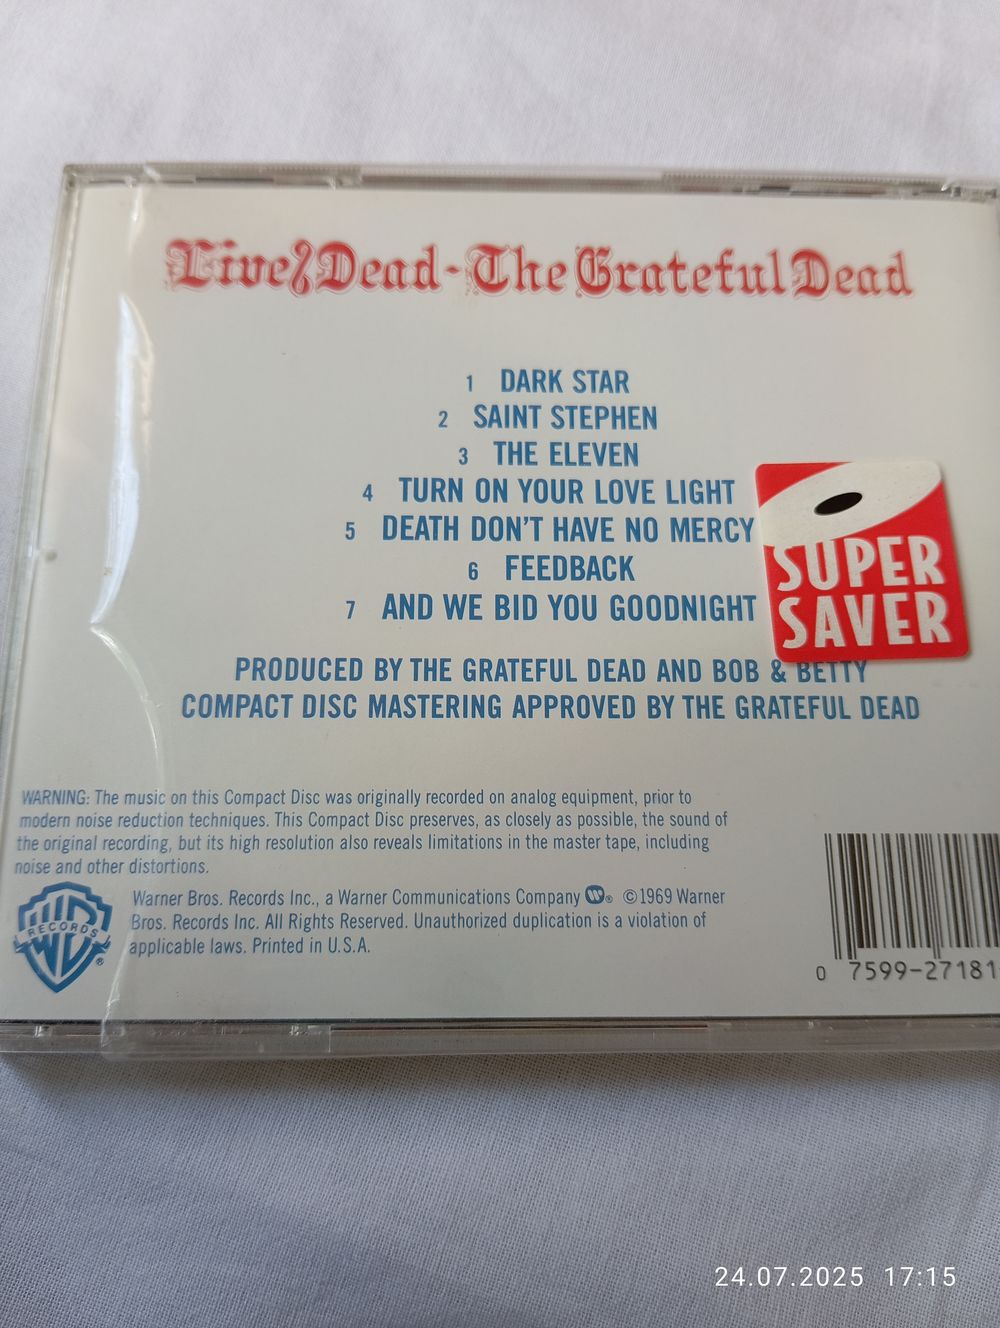 Live/Dead - The Grateful Dead
1 DARK STAR
2 SAINT STEPHEN
3 THE ELEVEN
4 TURN ON YOUR LOVE LIGHT
5 DEATH DON'T HAVE NO MERCY
6 FEEDBACK
7 AND WE BID YOU GOODNIGHT
SUPER
SAVER
PRODUCED BY THE GRATEFUL DEAD AND BOB & BETTY
COMPACT DISC MASTERING APPROVED BY THE GRATEFUL DEAD
WARNING: The music on this Compact Disc was originally recorded on analog equipment, prior to
modern noise reduction techniques. This Compact Disc preserves, as closely as possible, the sound of
the original recording, but its high resolution also reveals limitations in the master tape, including
noise and other distortions.
Warner Bros. Records Inc., a Warner Communications Company ® ©1969 Warner
Bros. Records Inc. All Rights Reserved. Unauthorized duplication is a violation of
applicable laws. Printed in U.S.A.
WB RECORDS ®
0 7599-27181
24.07.2025 17:15